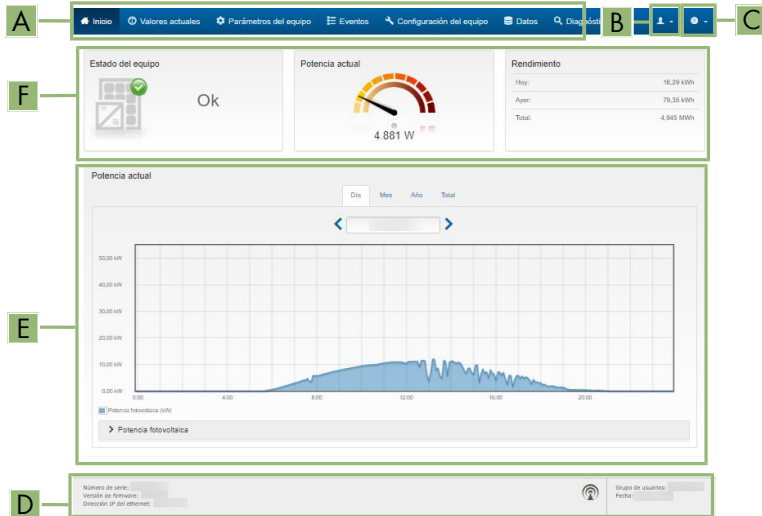 A
Inicio
Valores actuales
Parámetros del equipo
Eventos
Configuración del equipo
Datos
B
C
F
Estado del equipo
Ok
Potencia actual
4.881 W
Rendimiento
Hoy: 16,29 kWh
Ayer: 79,35 kWh
Total: 4,945 MWh
E
Potencia actual
Día Mes Año Total
50,00 kW
40,00 kW
30,00 kW
20,00 kW
10,00 kW
0,00 kW
0:00 4:00 8:00 12:00 16:00 20:00
Potencia fotovoltaica (kW)
Potencia fotovoltaica
D
Número de serie:
Versión de firmware:
Dirección IP del ethernet:
Grupo de usuarios:
Fecha: